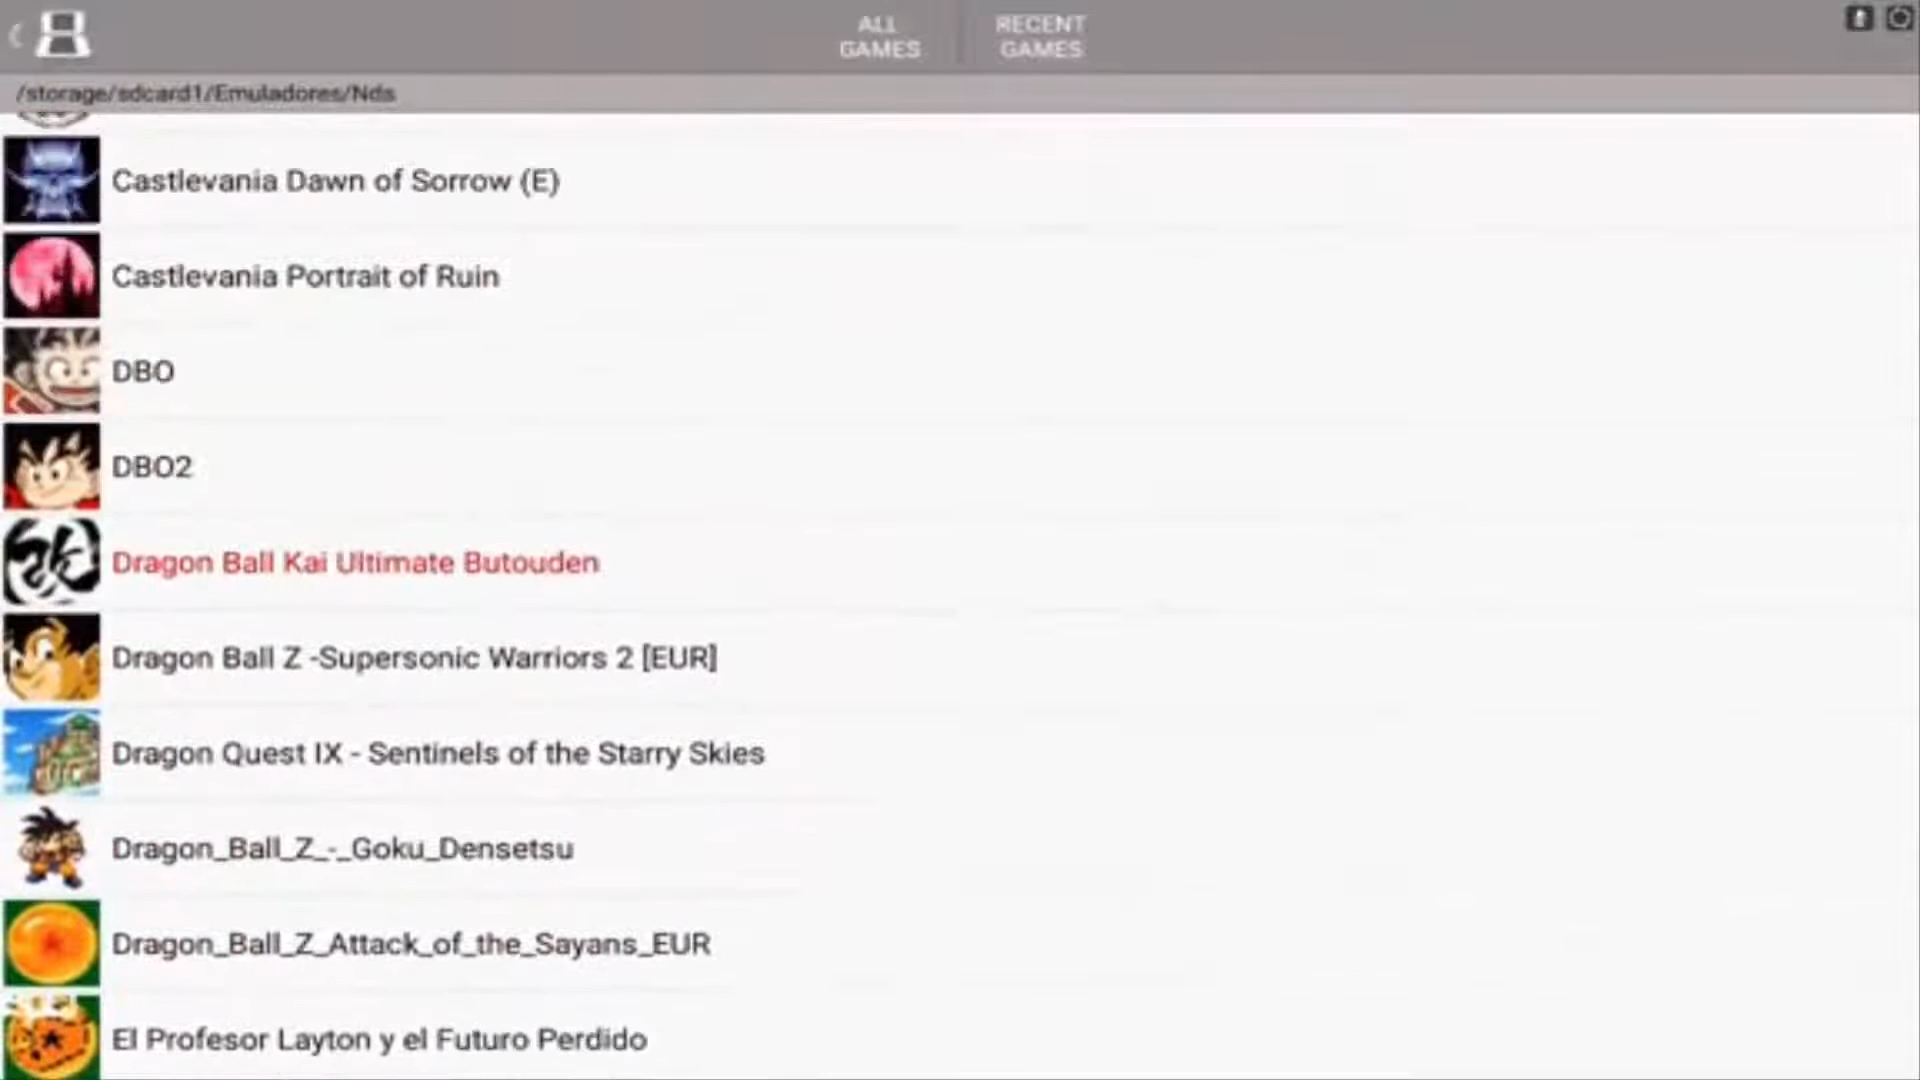 ALL
GAMES
RECENT
GAMES
/storage/sdcard1/Emuladores/Nds
Castlevania Dawn of Sorrow (E)
Castlevania Portrait of Ruin
DBO
DBO2
改
Dragon Ball Kai Ultimate Butouden
Dragon Ball Z -Supersonic Warriors 2 [EUR]
Dragon Quest IX - Sentinels of the Starry Skies
Dragon_Ball_Z_-_Goku_Densetsu
Dragon_Ball_Z_Attack_of_the_Sayans_EUR
El Profesor Layton y el Futuro Perdido